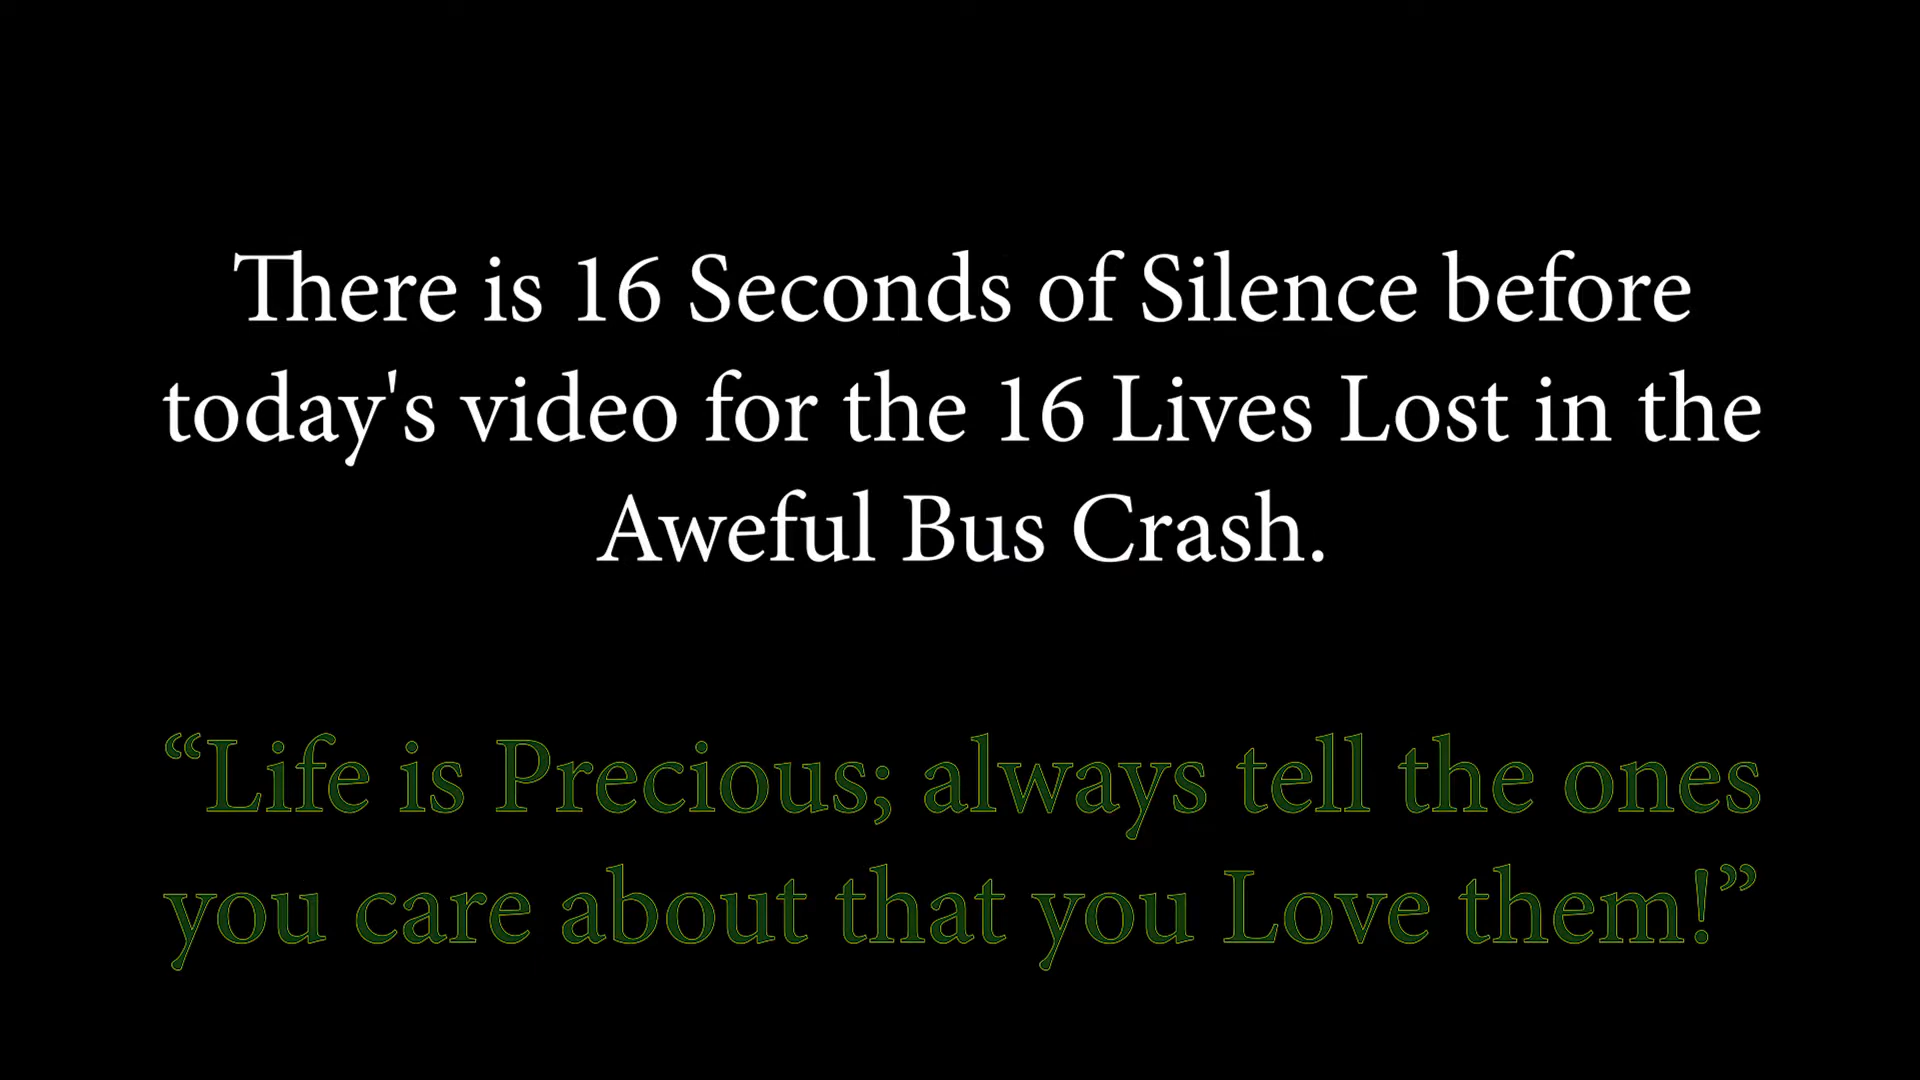 There is 16 Seconds of Silence before
today's video for the 16 Lives Lost in the
Aweful Bus Crash.
“Life is Precious; always tell the ones
you care about that you Love them!”